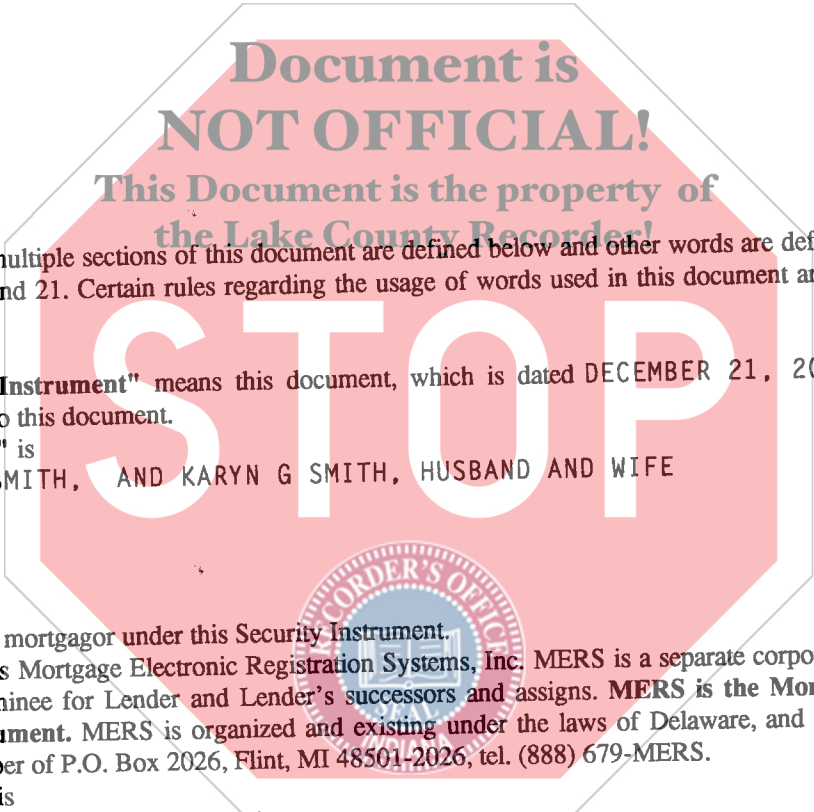 Document is
NOT OFFICIAL!
This Document is the property of
the Lake County Recorder!
multiple sections of this document are defined below and other words are def
nd 21. Certain rules regarding the usage of words used in this document a
STOP
Instrument" means this document, which is dated DECEMBER 21, 20
o this document.
" is
SMITH, AND KARYN G SMITH, HUSBAND AND WIFE
RECORDER'S OFFICE
mortgagor under this Security Instrument.
s Mortgage Electronic Registration Systems, Inc. MERS is a separate corpo
ninee for Lender and Lender's successors and assigns. MERS is the Mor
ument. MERS is organized and existing under the laws of Delaware, and
SEAL
er of P.O. Box 2026, Flint, MI 48501-2026, tel. (888) 679-MERS.
INDIANA
is